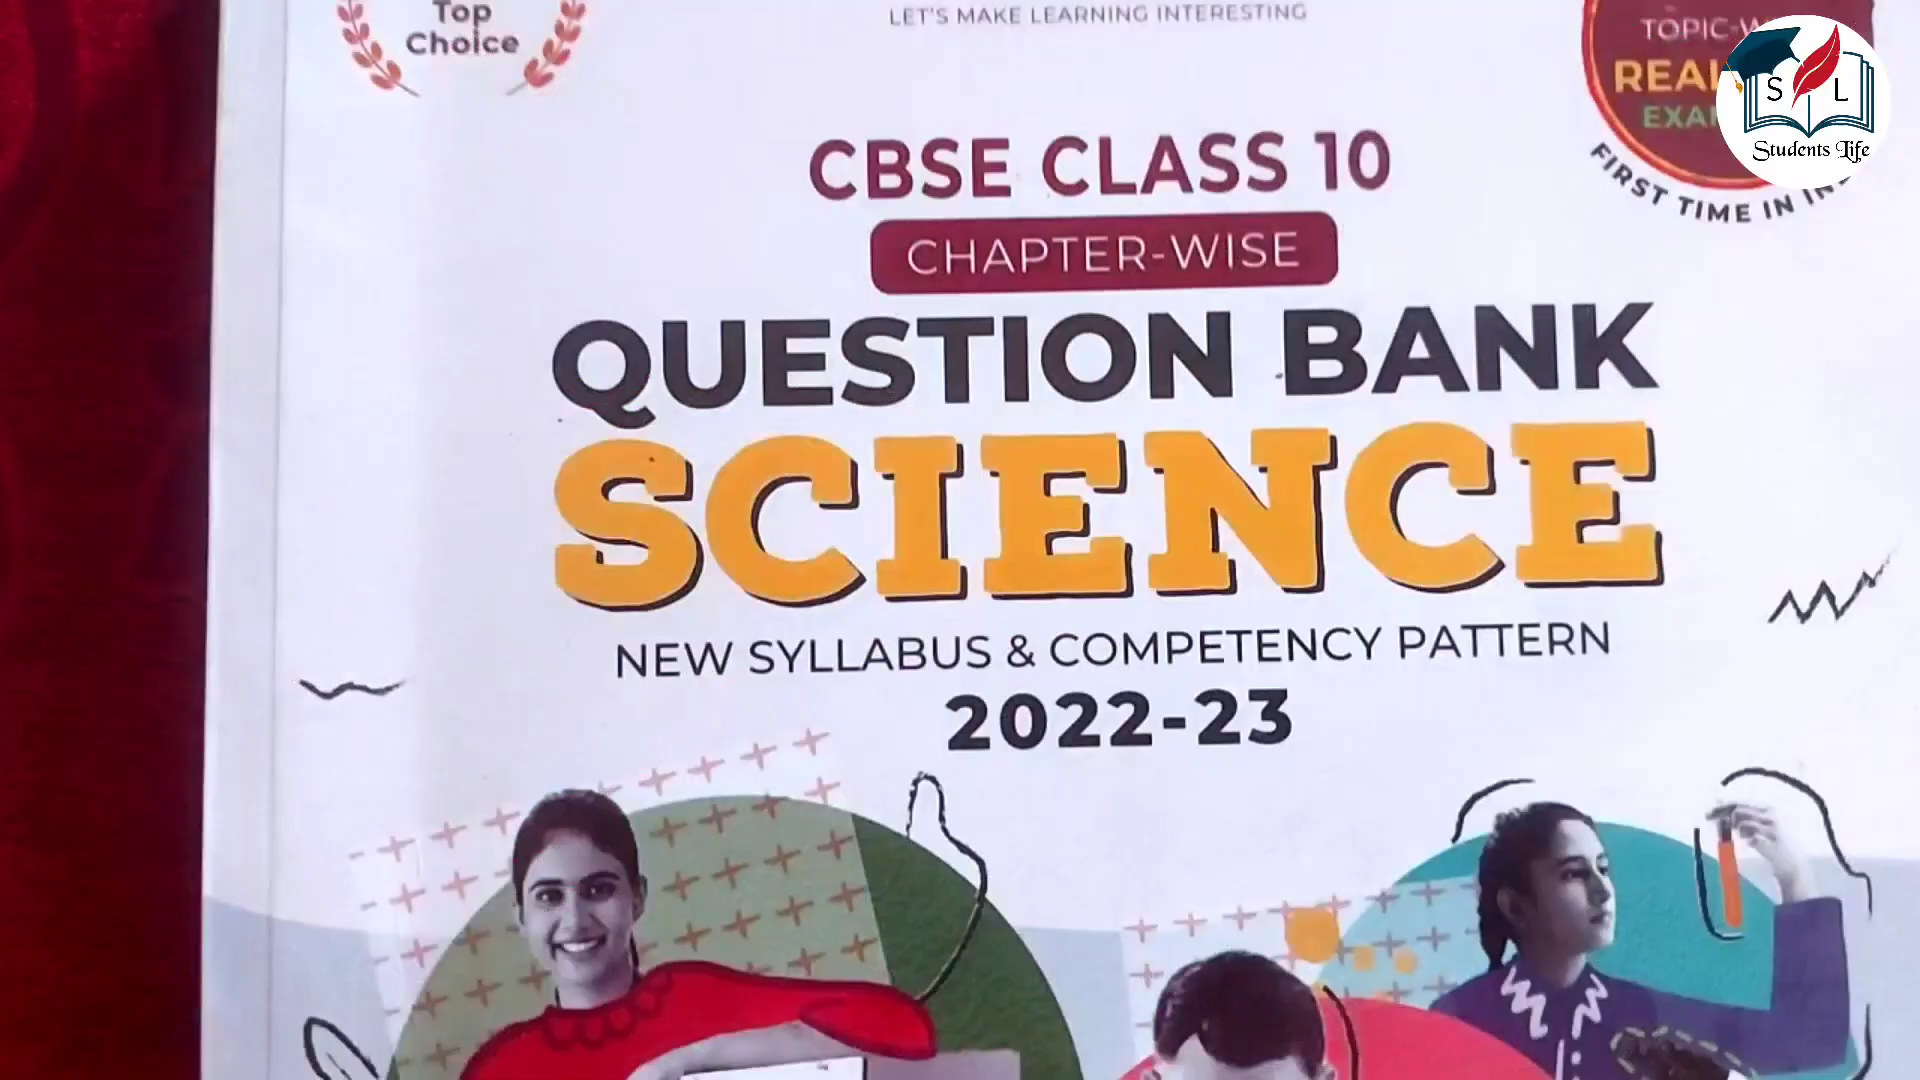 Top
Choice
LET'S MAKE LEARNING INTERESTING
TOPIC-
S L
Students Life
FIRST TIME IN
CBSE CLASS 10
CHAPTER-WISE
QUESTION BANK
SCIENCE
NEW SYLLABUS & COMPETENCY PATTERN
2022-23